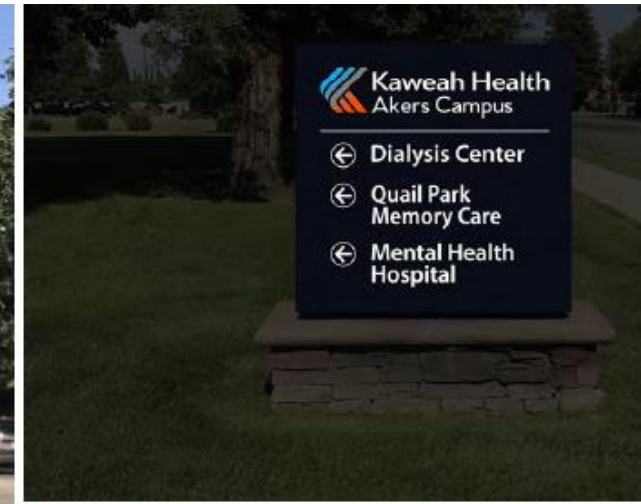 Kaweah Health
Akers Campus
Dialysis Center
Quail Park
Memory Care
Mental Health
Hospital